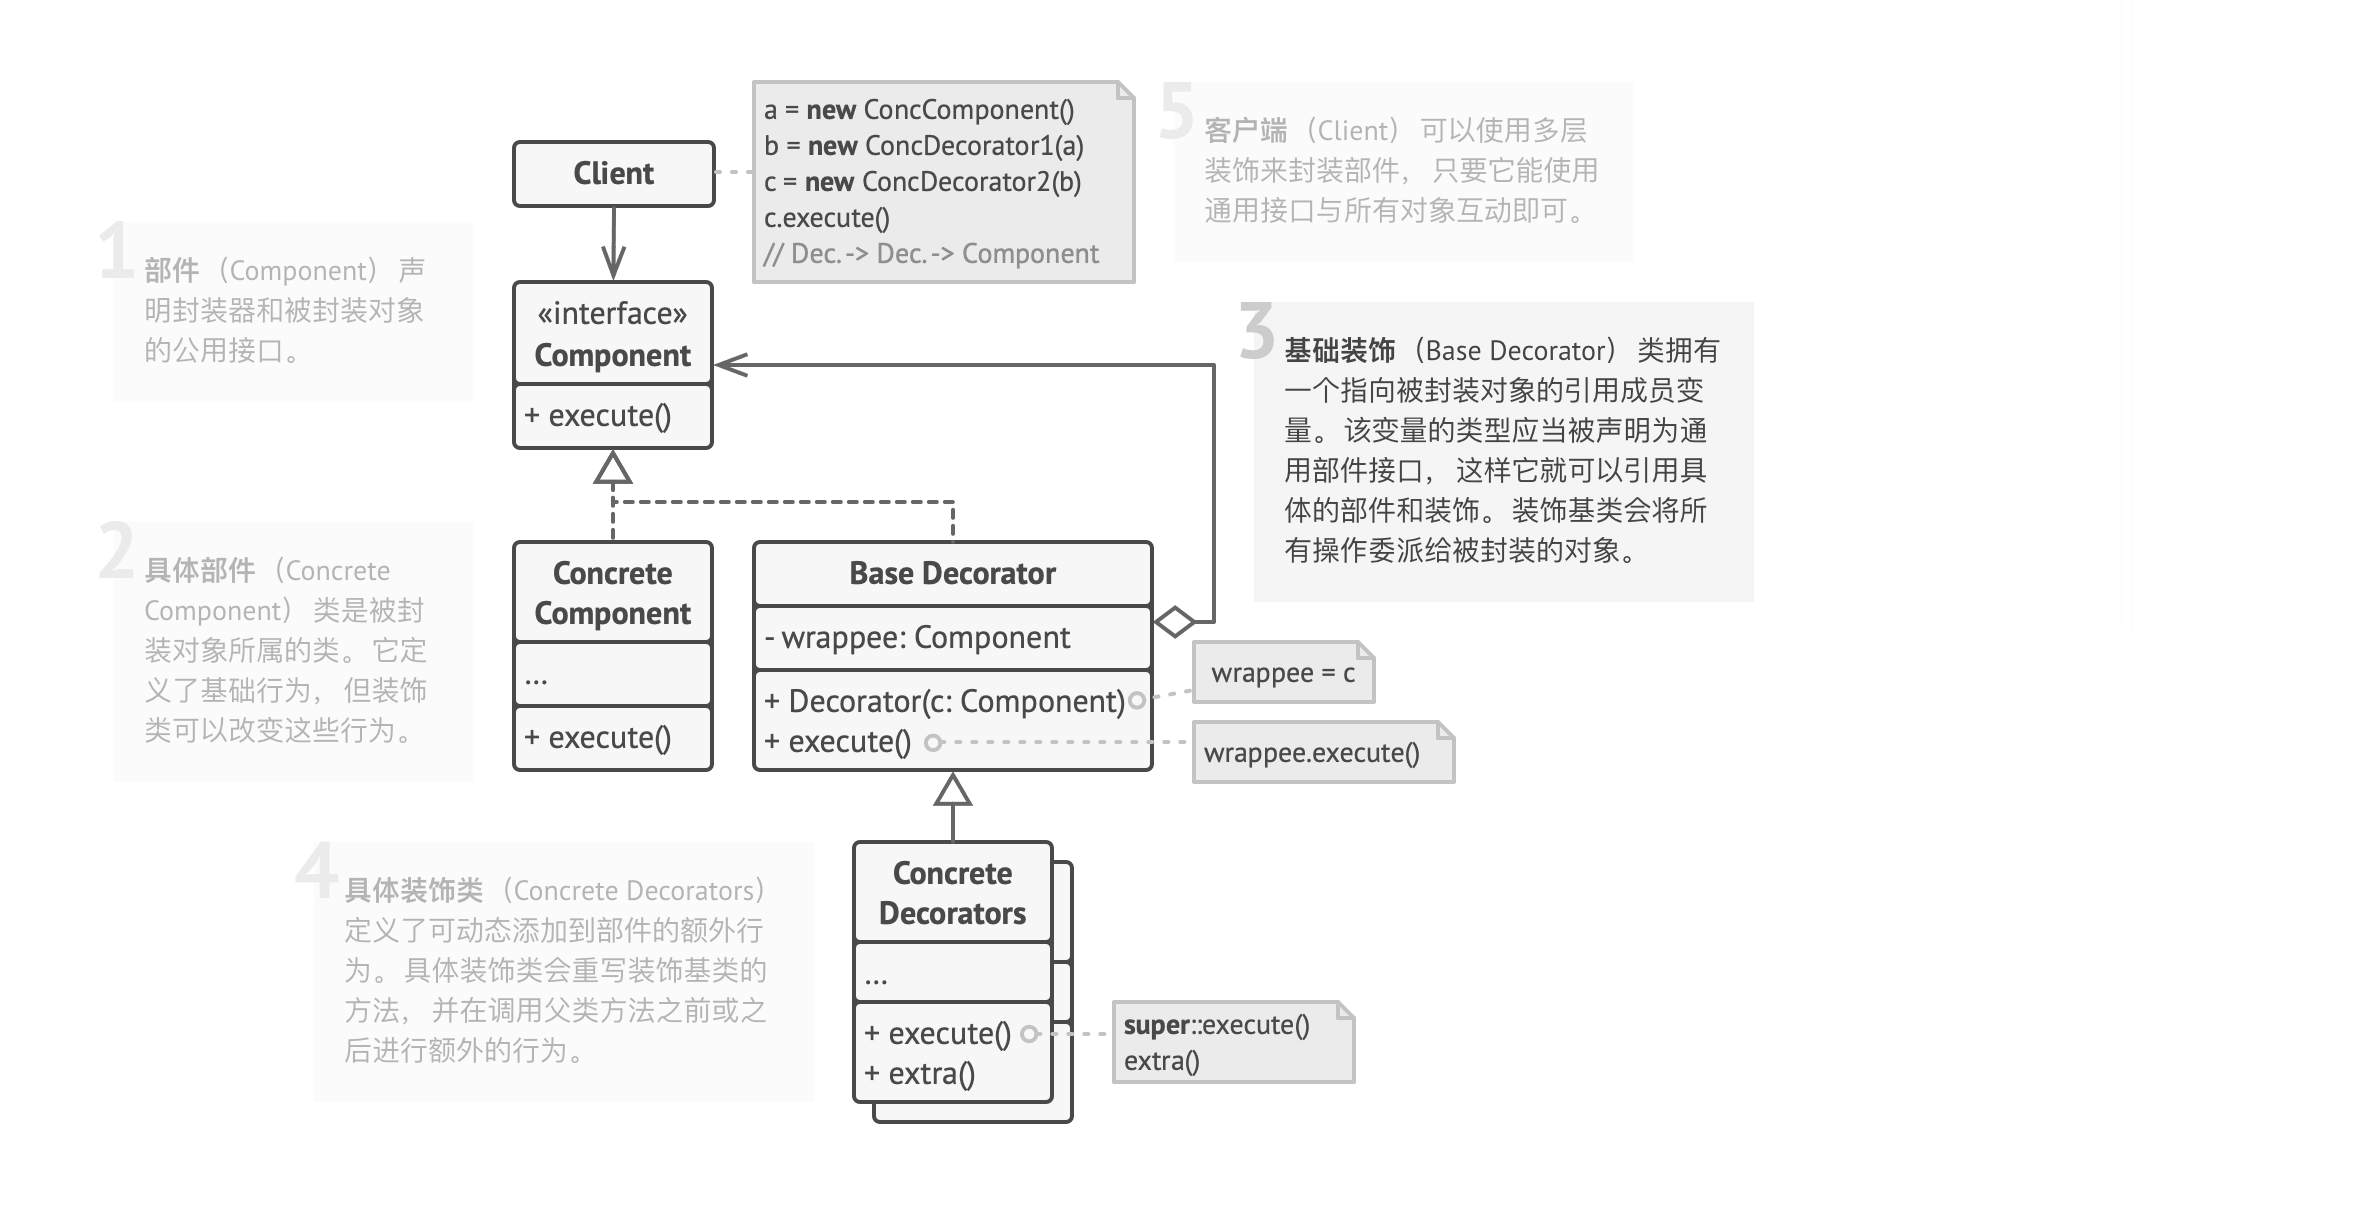 a = new ConcComponent()
b = new ConcDecorator1(a)
c = new ConcDecorator2(b)
c.execute()
// Dec. -> Dec. -> Component
5
客户端（Client） 可以使用多层
装饰来封装部件， 只要它能使用
通用接口与所有对象互动即可。
Client
1
部件（Component） 声
明封装器和被封装对象
的公用接口。
«interface»
Component
+ execute()
3
基础装饰（Base Decorator） 类拥有
一个指向被封装对象的引用成员变
量。 该变量的类型应当被声明为通
用部件接口， 这样它就可以引用具
体的部件和装饰。 装饰基类会将所
有操作委派给被封装的对象。
2
具体部件 （Concrete
Component） 类是被封
装对象所属的类。 它定
义了基础行为， 但装饰
类可以改变这些行为。
Concrete
Component
...
+ execute()
Base Decorator
- wrappee: Component
+ Decorator(c: Component)
+ execute()
wrappee = c
wrappee.execute()
4
具体装饰类 （Concrete Decorators）
定义了可动态添加到部件的额外行
为。 具体装饰类会重写装饰基类的
方法， 并在调用父类方法之前或之
后进行额外的行为。
Concrete
Decorators
...
+ execute()
+ extra()
super::execute()
extra()